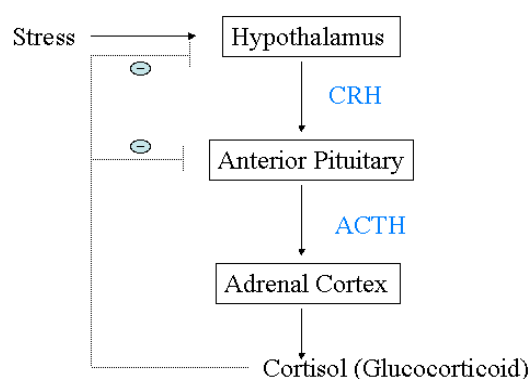 Stress
Hypothalamus
−
CRH
−
Anterior Pituitary
ACTH
Adrenal Cortex
Cortisol (Glucocorticoid)